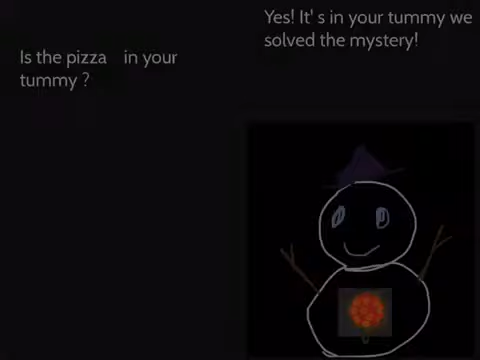 Is the pizza in your
tummy ?
Yes! It' s in your tummy we
solved the mystery!